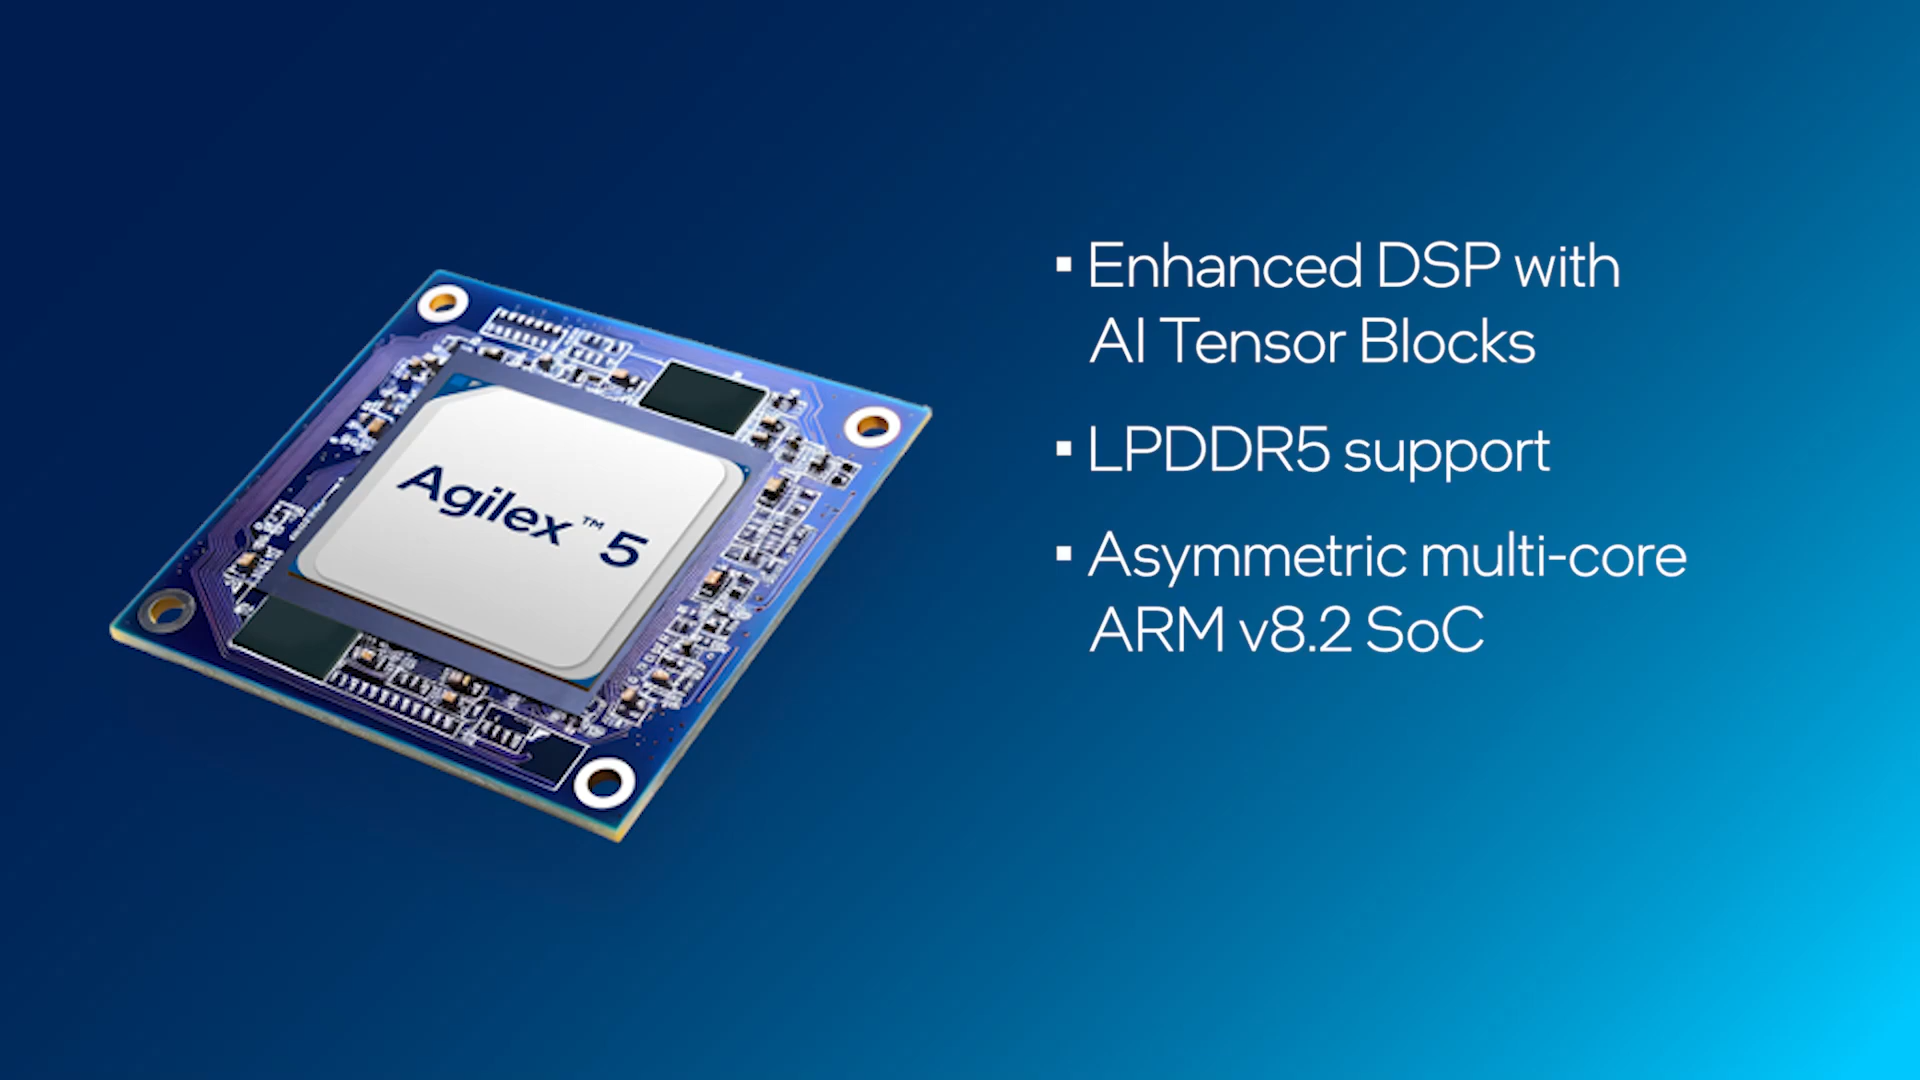 Agilex™ 5
▪ Enhanced DSP with
AI Tensor Blocks
▪ LPDDR5 support
▪ Asymmetric multi-core
ARM v8.2 SoC